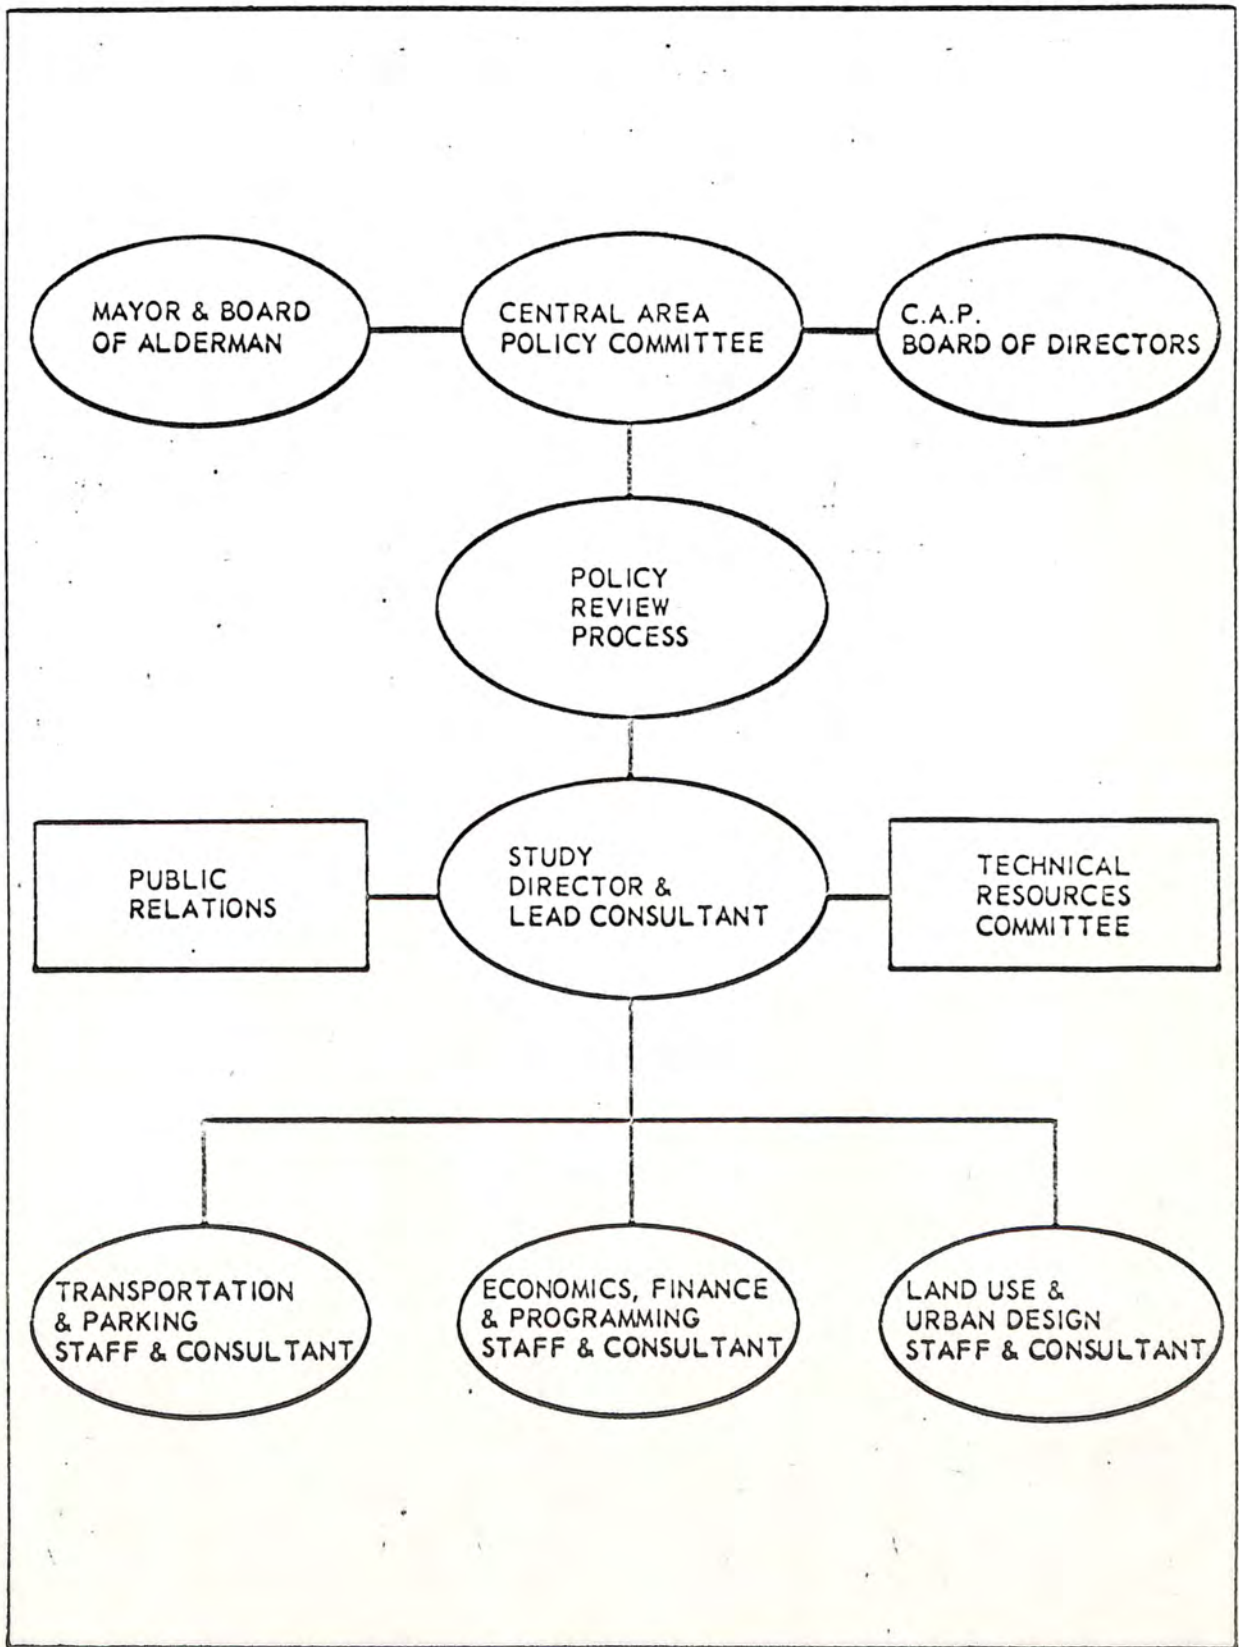 MAYOR & BOARD
OF ALDERMAN
CENTRAL AREA
POLICY COMMITTEE
C.A.P.
BOARD OF DIRECTORS
POLICY
REVIEW
PROCESS
PUBLIC
RELATIONS
STUDY
DIRECTOR &
LEAD CONSULTANT
TECHNICAL
RESOURCES
COMMITTEE
TRANSPORTATION
& PARKING
STAFF & CONSULTANT
ECONOMICS, FINANCE
& PROGRAMMING
STAFF & CONSULTANT
LAND USE &
URBAN DESIGN
STAFF & CONSULTANT